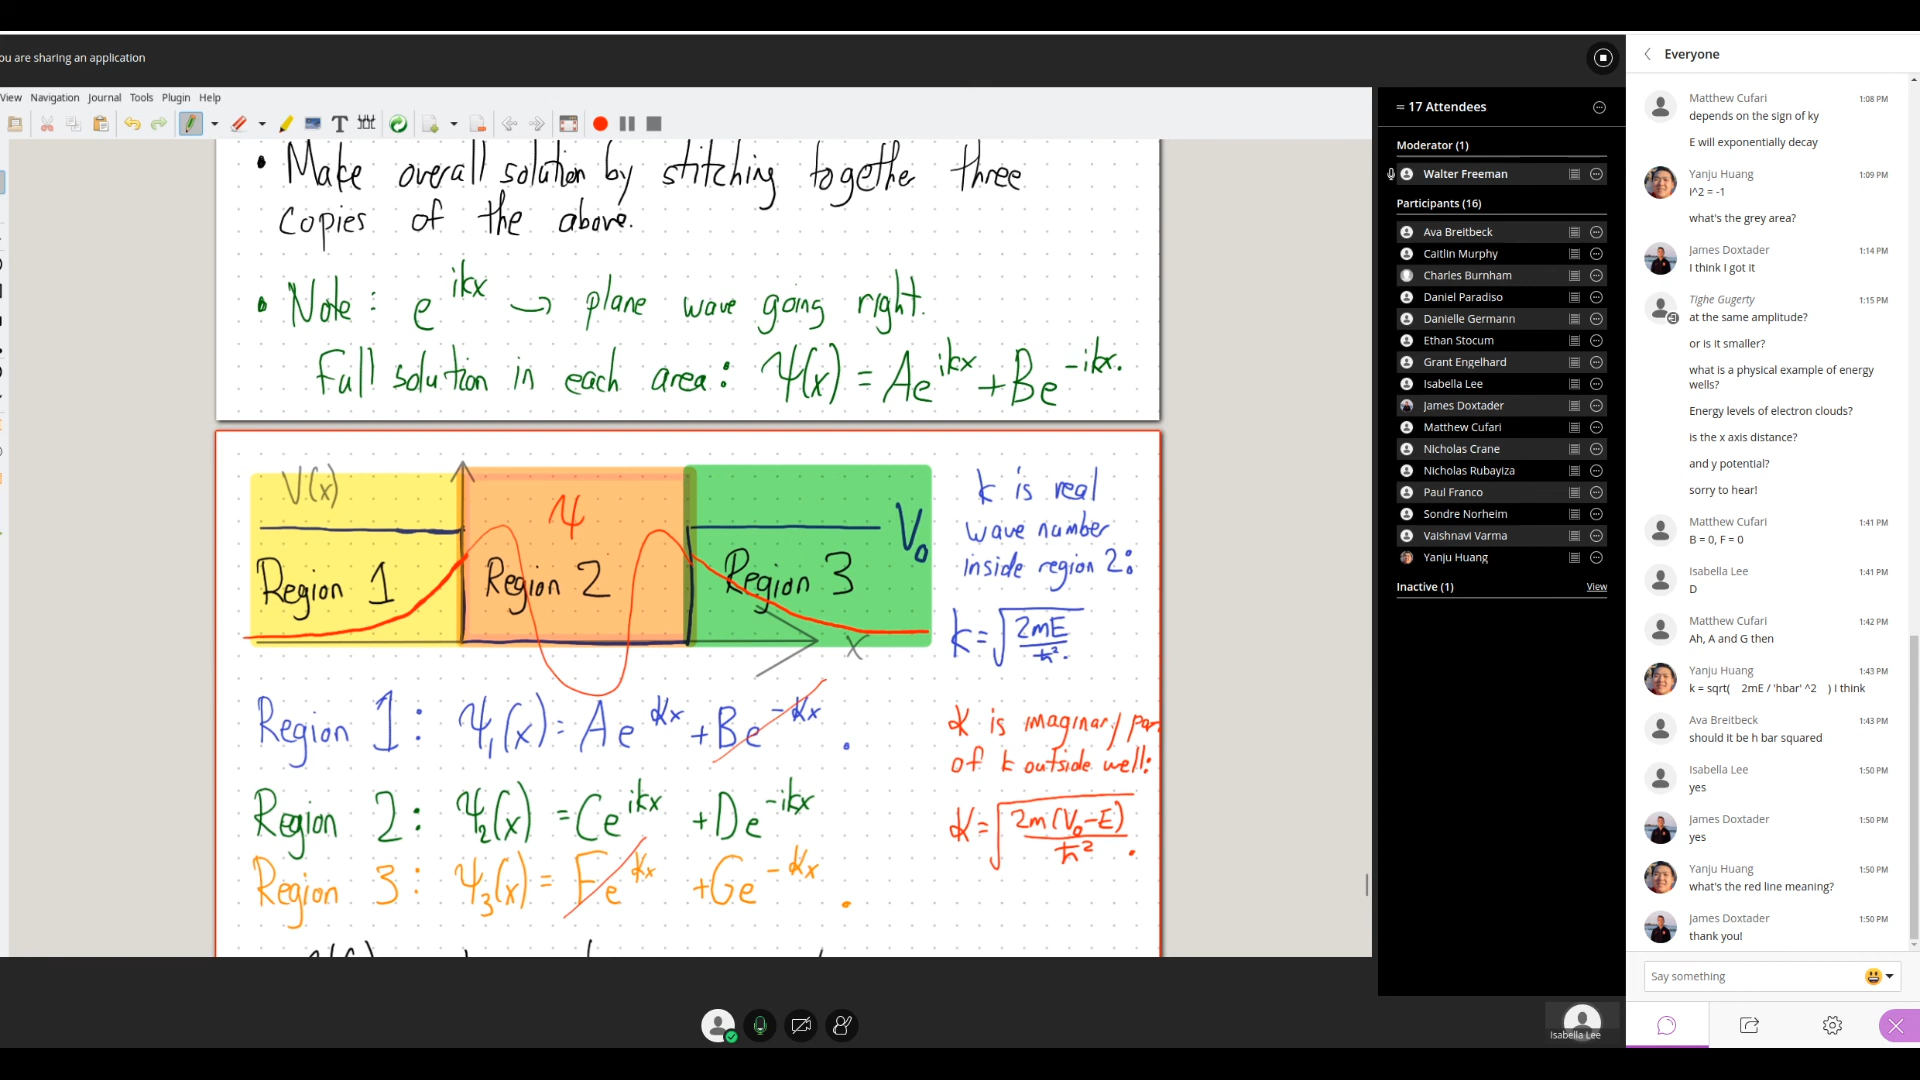 ou are sharing an application
View Navigation Journal Tools Plugin Help
• Make overall solution by stitching togethe three
copies of the above.
• Note: e^{ikx} → plane wave going right.
Full solution in each area: Ψ(x) = Ae^{ikx} + Be^{-ikx}.
V(x)
Ψ
V₀
Region 1
Region 2
Region 3
x
k is real
wave number
inside region 2:
k = √(2mE/ħ²).
Region 1: Ψ₁(x) = Ae^{κx} + Be^{-κx}.
κ is imaginary par
of k outside well:
Region 2: Ψ₂(x) = Ce^{ikx} + De^{-ikx}
κ = √(2m(V₀-E)/ħ²).
Region 3: Ψ₃(x) = Fe^{κx} + Ge^{-κx}.
17 Attendees
Moderator (1)
Walter Freeman
Participants (16)
Ava Breitbeck
Caitlin Murphy
Charles Burnham
Daniel Paradiso
Danielle Germann
Ethan Stocum
Grant Engelhard
Isabella Lee
James Doxtader
Matthew Cufari
Nicholas Crane
Nicholas Rubayiza
Paul Franco
Sondre Norheim
Vaishnavi Varma
Yanju Huang
Inactive (1) View
Isabella Lee
Everyone
Matthew Cufari 1:08 PM
depends on the sign of ky
E will exponentially decay
Yanju Huang 1:09 PM
i^2 = -1
what's the grey area?
James Doxtader 1:14 PM
I think I got it
Tighe Gugerty 1:15 PM
at the same amplitude?
or is it smaller?
what is a physical example of energy
wells?
Energy levels of electron clouds?
is the x axis distance?
and y potential?
sorry to hear!
Matthew Cufari 1:41 PM
B = 0, F = 0
Isabella Lee 1:41 PM
D
Matthew Cufari 1:42 PM
Ah, A and G then
Yanju Huang 1:43 PM
k = sqrt( 2mE / 'hbar' ^2 ) I think
Ava Breitbeck 1:43 PM
should it be h bar squared
Isabella Lee 1:50 PM
yes
James Doxtader 1:50 PM
yes
Yanju Huang 1:50 PM
what's the red line meaning?
James Doxtader 1:50 PM
thank you!
Say something